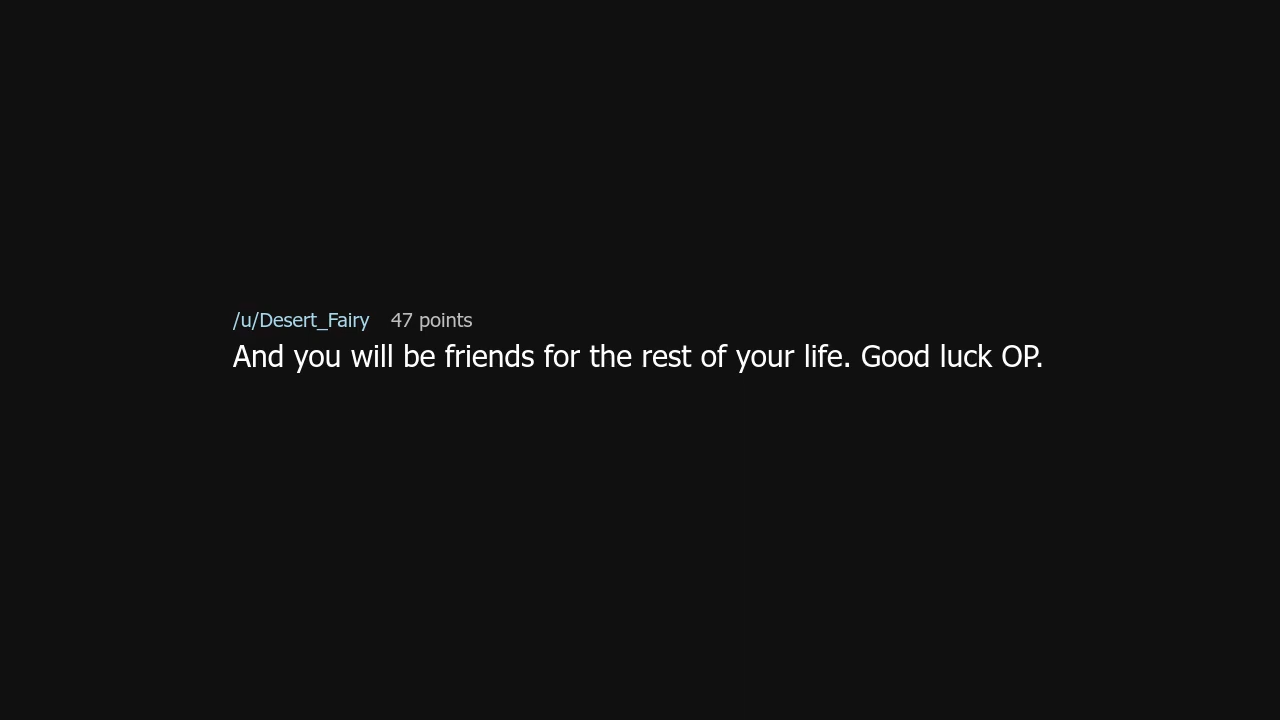 /u/Desert_Fairy 47 points
And you will be friends for the rest of your life. Good luck OP.